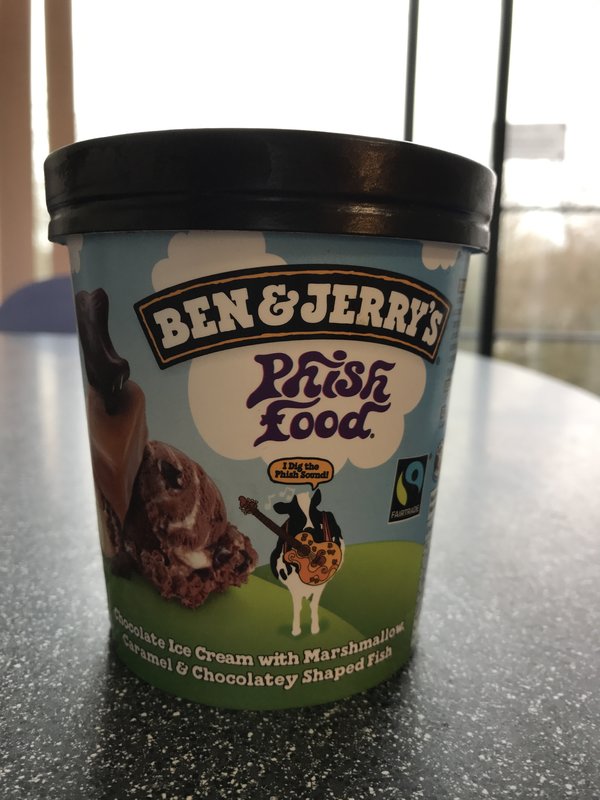 BEN & JERRY'S
Phish
Food.
I Dig the
Phish Sound!
FAIRTRADE
Chocolate Ice Cream with Marshmallow,
Caramel & Chocolatey Shaped Fish